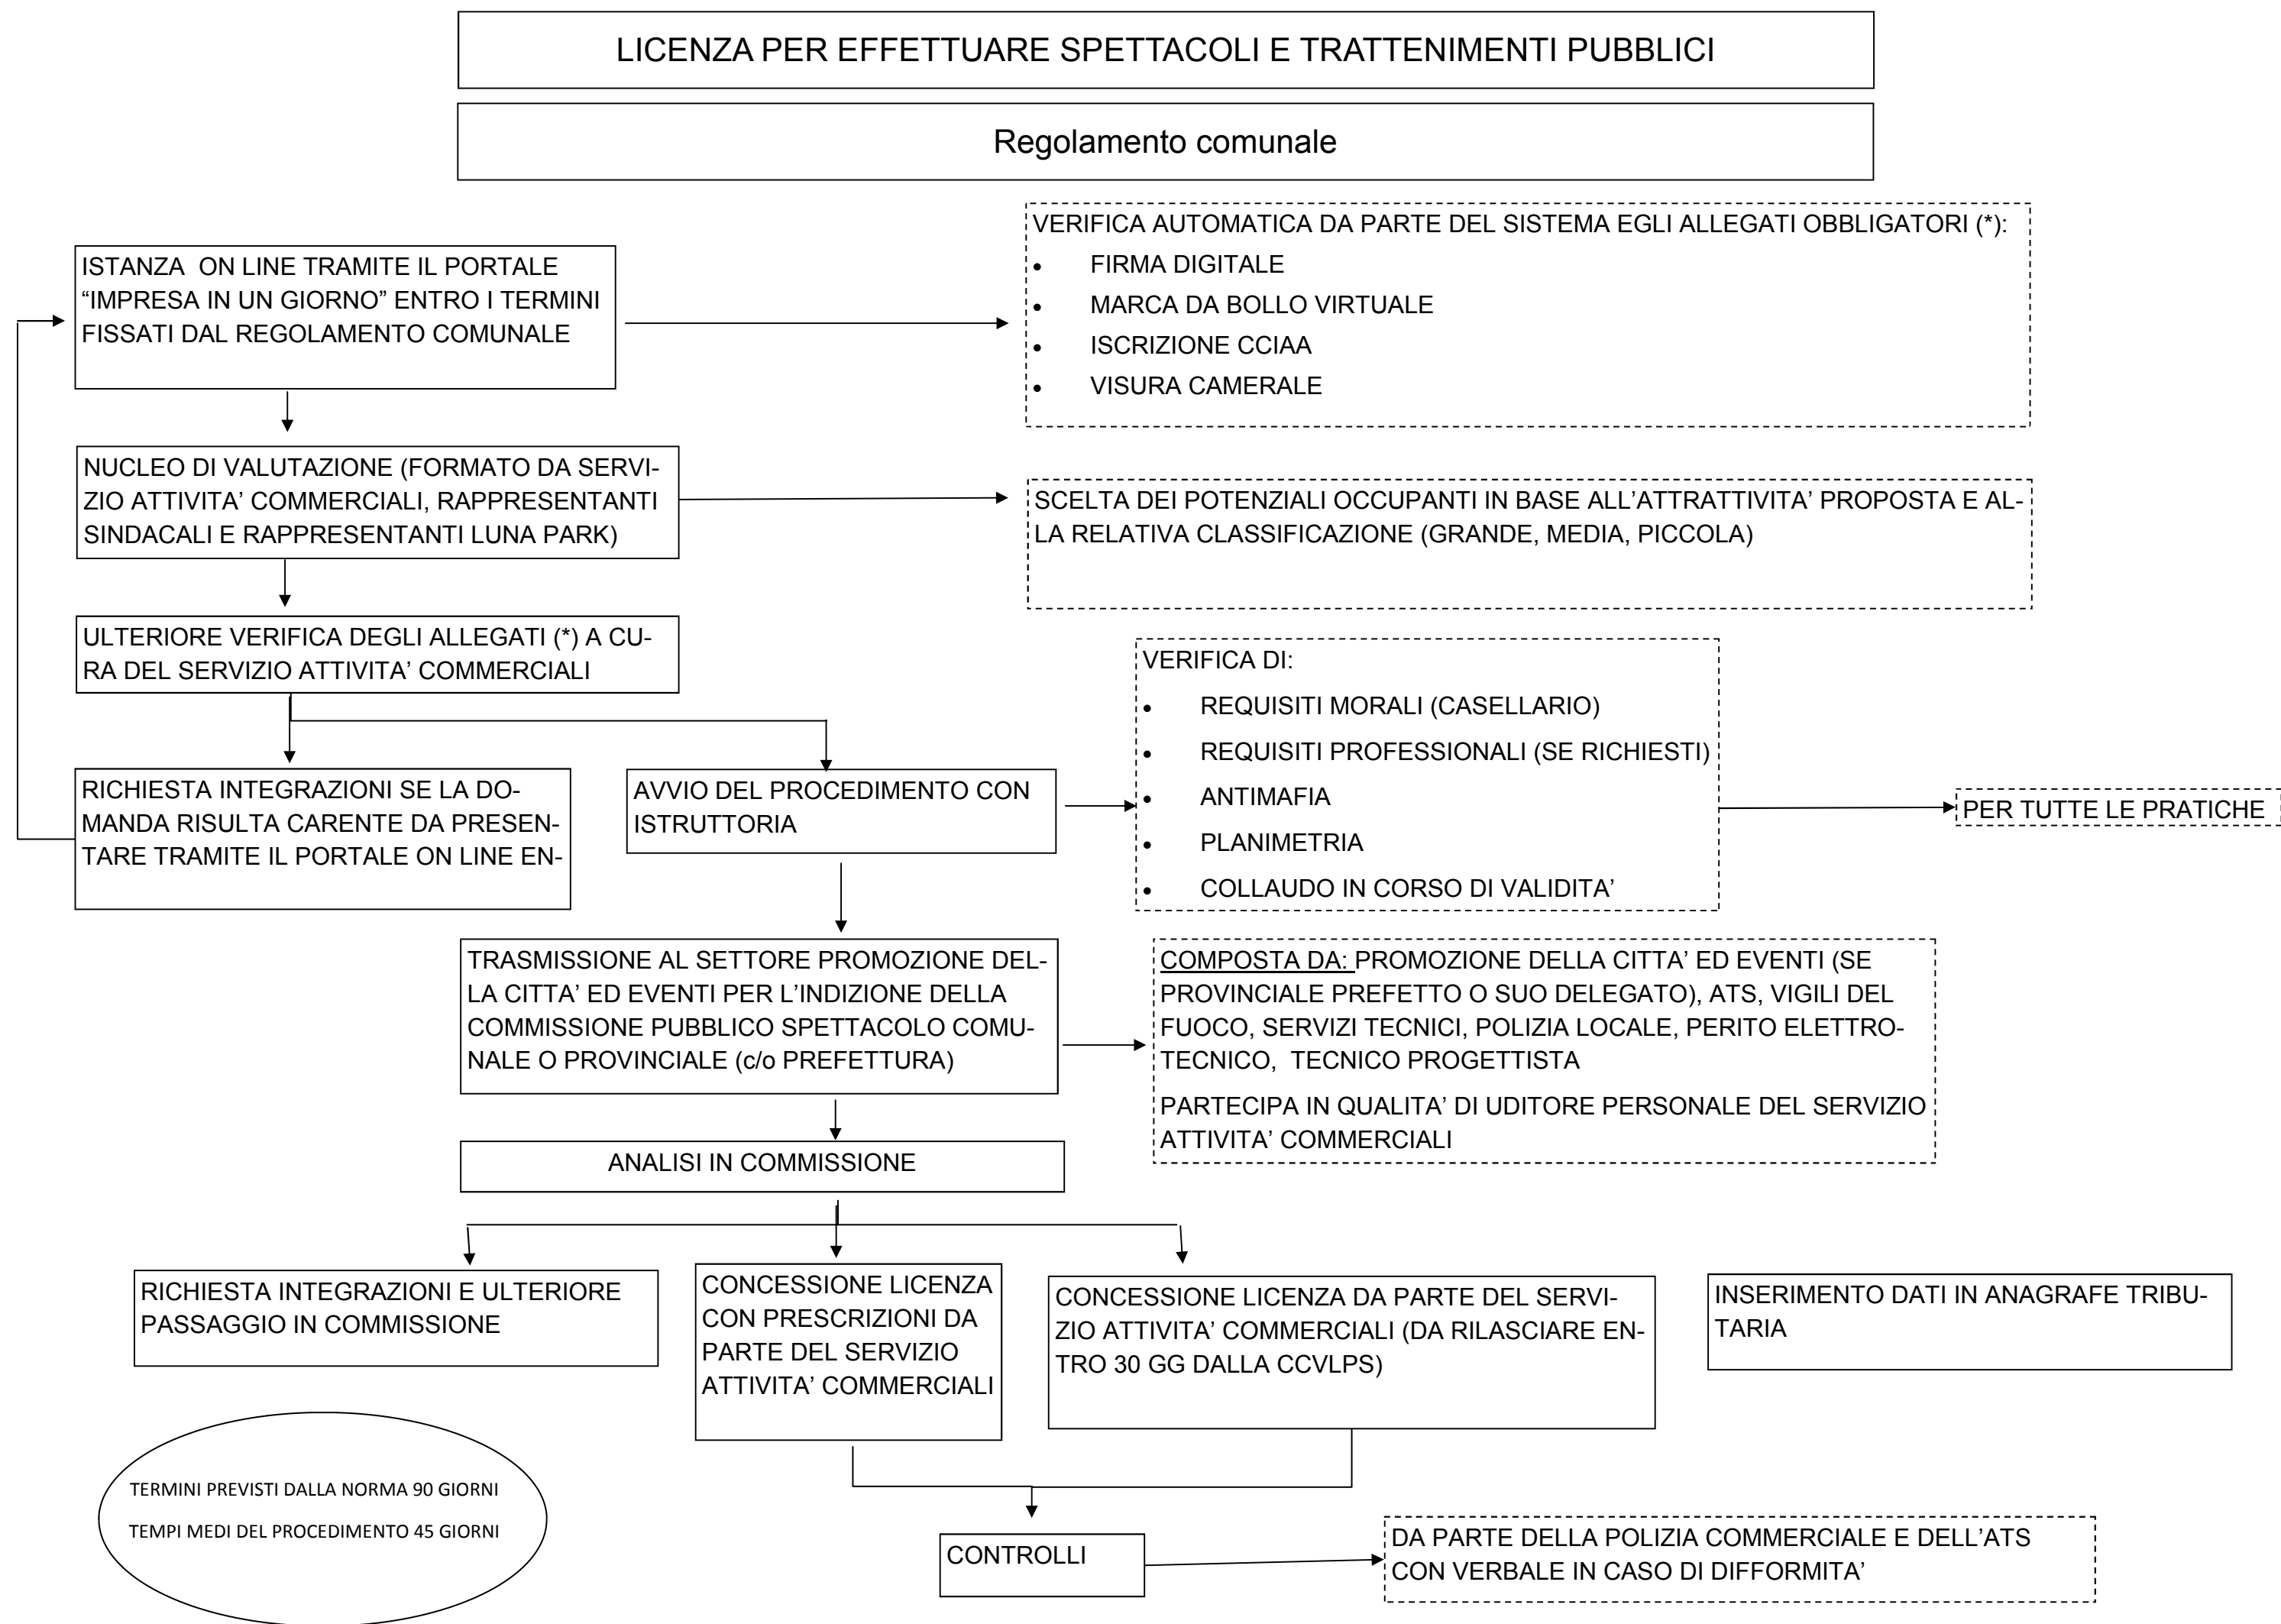 LICENZA PER EFFETTUARE SPETTACOLI E TRATTENIMENTI PUBBLICI
Regolamento comunale
ISTANZA ON LINE TRAMITE IL PORTALE
“IMPRESA IN UN GIORNO” ENTRO I TERMINI
FISSATI DAL REGOLAMENTO COMUNALE
VERIFICA AUTOMATICA DA PARTE DEL SISTEMA EGLI ALLEGATI OBBLIGATORI (*):
• FIRMA DIGITALE
• MARCA DA BOLLO VIRTUALE
• ISCRIZIONE CCIAA
• VISURA CAMERALE
NUCLEO DI VALUTAZIONE (FORMATO DA SERVI-
ZIO ATTIVITA’ COMMERCIALI, RAPPRESENTANTI
SINDACALI E RAPPRESENTANTI LUNA PARK)
SCELTA DEI POTENZIALI OCCUPANTI IN BASE ALL’ATTRATTIVITA’ PROPOSTA E AL-
LA RELATIVA CLASSIFICAZIONE (GRANDE, MEDIA, PICCOLA)
ULTERIORE VERIFICA DEGLI ALLEGATI (*) A CU-
RA DEL SERVIZIO ATTIVITA’ COMMERCIALI
RICHIESTA INTEGRAZIONI SE LA DO-
MANDA RISULTA CARENTE DA PRESEN-
TARE TRAMITE IL PORTALE ON LINE EN-
AVVIO DEL PROCEDIMENTO CON
ISTRUTTORIA
VERIFICA DI:
• REQUISITI MORALI (CASELLARIO)
• REQUISITI PROFESSIONALI (SE RICHIESTI)
• ANTIMAFIA
• PLANIMETRIA
• COLLAUDO IN CORSO DI VALIDITA’
PER TUTTE LE PRATICHE
TRASMISSIONE AL SETTORE PROMOZIONE DEL-
LA CITTA’ ED EVENTI PER L’INDIZIONE DELLA
COMMISSIONE PUBBLICO SPETTACOLO COMU-
NALE O PROVINCIALE (c/o PREFETTURA)
COMPOSTA DA: PROMOZIONE DELLA CITTA’ ED EVENTI (SE
PROVINCIALE PREFETTO O SUO DELEGATO), ATS, VIGILI DEL
FUOCO, SERVIZI TECNICI, POLIZIA LOCALE, PERITO ELETTRO-
TECNICO, TECNICO PROGETTISTA
PARTECIPA IN QUALITA’ DI UDITORE PERSONALE DEL SERVIZIO
ATTIVITA’ COMMERCIALI
ANALISI IN COMMISSIONE
RICHIESTA INTEGRAZIONI E ULTERIORE
PASSAGGIO IN COMMISSIONE
CONCESSIONE LICENZA
CON PRESCRIZIONI DA
PARTE DEL SERVIZIO
ATTIVITA’ COMMERCIALI
CONCESSIONE LICENZA DA PARTE DEL SERVI-
ZIO ATTIVITA’ COMMERCIALI (DA RILASCIARE EN-
TRO 30 GG DALLA CCVLPS)
INSERIMENTO DATI IN ANAGRAFE TRIBU-
TARIA
TERMINI PREVISTI DALLA NORMA 90 GIORNI
TEMPI MEDI DEL PROCEDIMENTO 45 GIORNI
CONTROLLI
DA PARTE DELLA POLIZIA COMMERCIALE E DELL’ATS
CON VERBALE IN CASO DI DIFFORMITA’